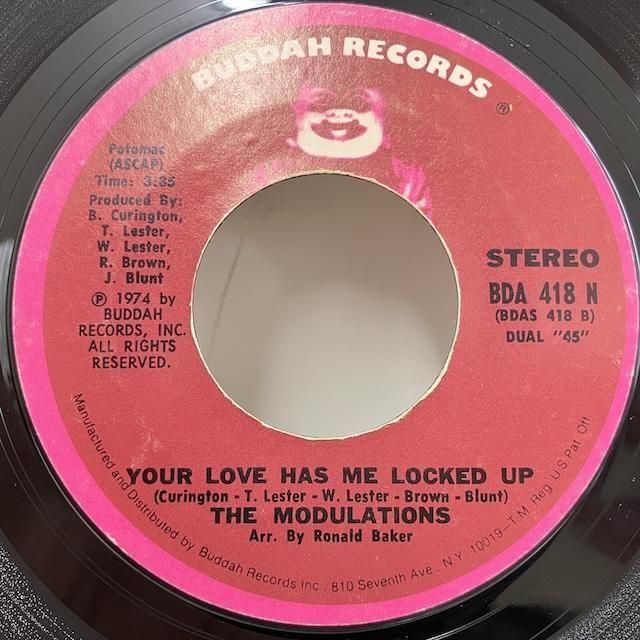 BUDDAH RECORDS ®
Potomac
(ASCAP)
Time: 3:35
Produced By:
B. Curington,
T. Lester,
W. Lester,
R. Brown,
J. Blunt
℗ 1974 by
BUDDAH
RECORDS, INC.
ALL RIGHTS
RESERVED.
STEREO
BDA 418 N
(BDAS 418 B)
DUAL "45"
YOUR LOVE HAS ME LOCKED UP
(Curington - T. Lester - W. Lester - Brown - Blunt)
THE MODULATIONS
Arr. By Ronald Baker
Manufactured and Distributed by Buddah Records Inc., 810 Seventh Ave., N.Y. 10019-T.M. Reg. U.S. Pat. Off